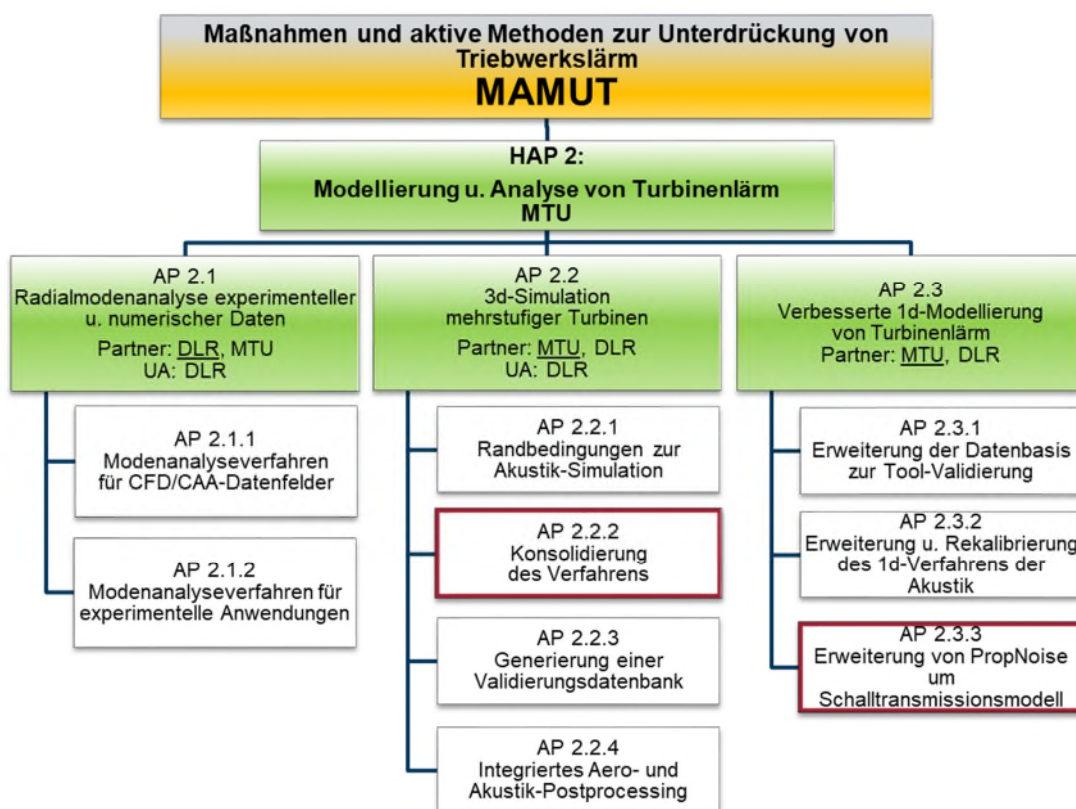 Maßnahmen und aktive Methoden zur Unterdrückung von
Triebwerkslärm
MAMUT
HAP 2:
Modellierung u. Analyse von Turbinenlärm
MTU
AP 2.1
Radialmodenanalyse experimenteller
u. numerischer Daten
Partner: DLR, MTU
UA: DLR
AP 2.1.1
Modenanalyseverfahren
für CFD/CAA-Datenfelder
AP 2.1.2
Modenanalyseverfahren für
experimentelle Anwendungen
AP 2.2
3d-Simulation
mehrstufiger Turbinen
Partner: MTU, DLR
UA: DLR
AP 2.2.1
Randbedingungen zur
Akustik-Simulation
AP 2.2.2
Konsolidierung
des Verfahrens
AP 2.2.3
Generierung einer
Validierungsdatenbank
AP 2.2.4
Integriertes Aero- und
Akustik-Postprocessing
AP 2.3
Verbesserte 1d-Modellierung
von Turbinenlärm
Partner: MTU, DLR
AP 2.3.1
Erweiterung der Datenbasis
zur Tool-Validierung
AP 2.3.2
Erweiterung u. Rekalibrierung
des 1d-Verfahrens der
Akustik
AP 2.3.3
Erweiterung von PropNoise
um
Schalltransmissionsmodell